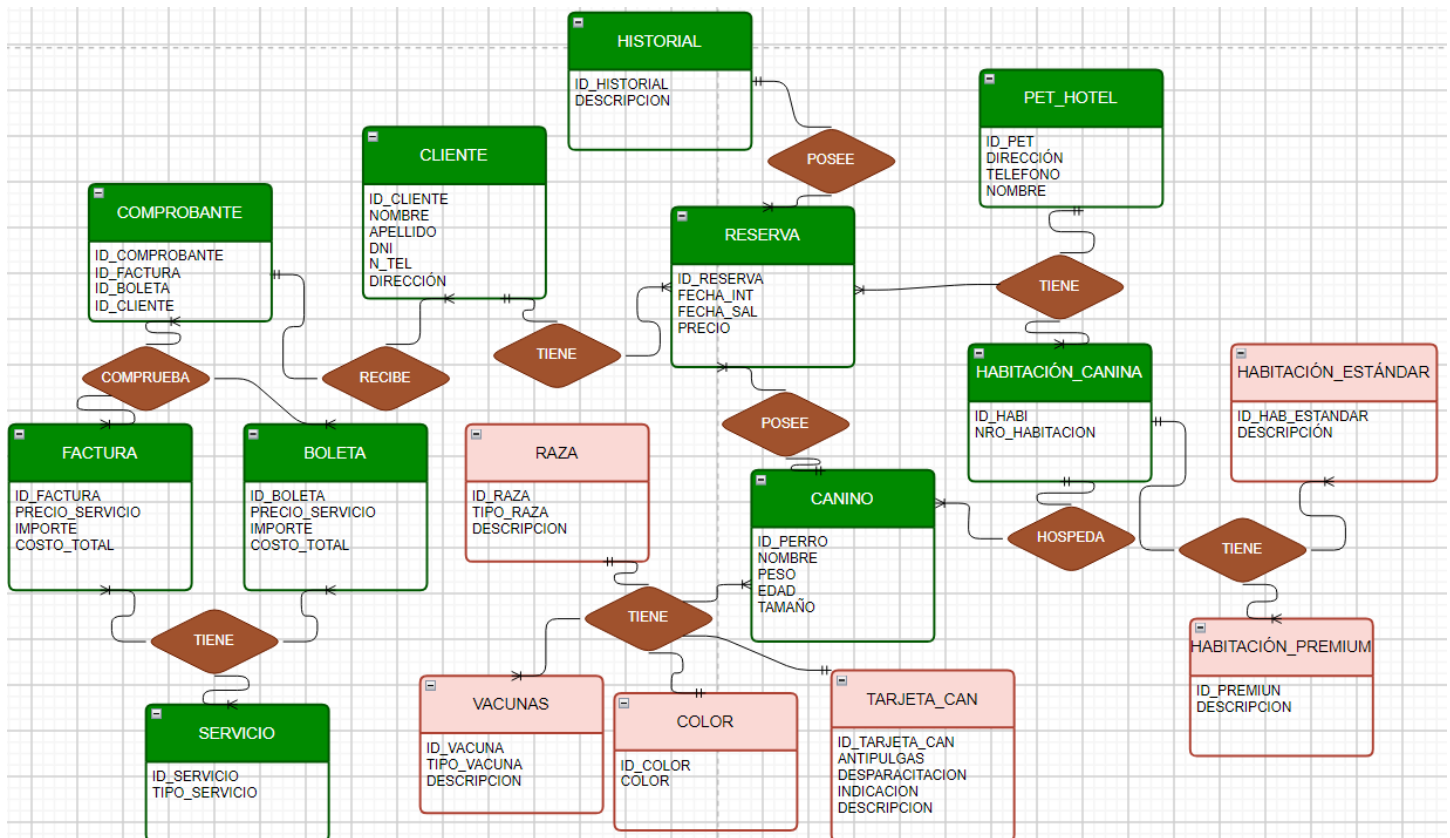 HISTORIAL
ID_HISTORIAL
DESCRIPCION
PET_HOTEL
ID_PET
DIRECCIÓN
TELEFONO
NOMBRE
POSEE
CLIENTE
ID_CLIENTE
NOMBRE
APELLIDO
DNI
N_TEL
DIRECCIÓN
COMPROBANTE
ID_COMPROBANTE
ID_FACTURA
ID_BOLETA
ID_CLIENTE
RESERVA
ID_RESERVA
FECHA_INT
FECHA_SAL
PRECIO
TIENE
TIENE
COMPRUEBA
RECIBE
HABITACIÓN_CANINA
ID_HABI
NRO_HABITACION
HABITACIÓN_ESTÁNDAR
ID_HAB_ESTANDAR
DESCRIPCIÓN
POSEE
FACTURA
ID_FACTURA
PRECIO_SERVICIO
IMPORTE
COSTO_TOTAL
BOLETA
ID_BOLETA
PRECIO_SERVICIO
IMPORTE
COSTO_TOTAL
RAZA
ID_RAZA
TIPO_RAZA
DESCRIPCION
CANINO
ID_PERRO
NOMBRE
PESO
EDAD
TAMAÑO
HOSPEDA
TIENE
TIENE
TIENE
HABITACIÓN_PREMIUM
ID_PREMIUN
DESCRIPCION
SERVICIO
ID_SERVICIO
TIPO_SERVICIO
VACUNAS
ID_VACUNA
TIPO_VACUNA
DESCRIPCION
COLOR
ID_COLOR
COLOR
TARJETA_CAN
ID_TARJETA_CAN
ANTIPULGAS
DESPARACITACION
INDICACION
DESCRIPCION